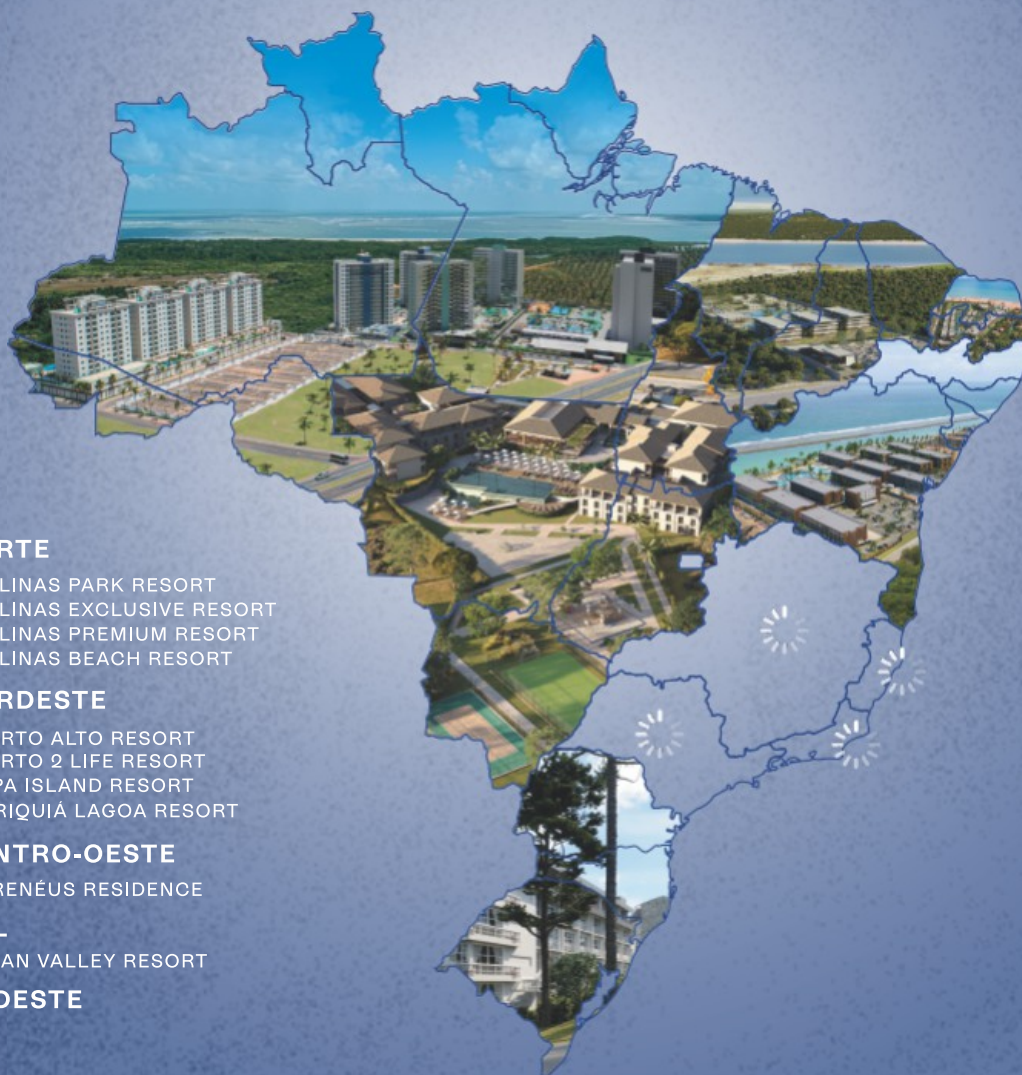 RTE
LINAS PARK RESORT
LINAS EXCLUSIVE RESORT
LINAS PREMIUM RESORT
LINAS BEACH RESORT
RDESTE
RTO ALTO RESORT
RTO 2 LIFE RESORT
PA ISLAND RESORT
RIQUIÁ LAGOA RESORT
NTRO-OESTE
RENÉUS RESIDENCE
AN VALLEY RESORT
DESTE